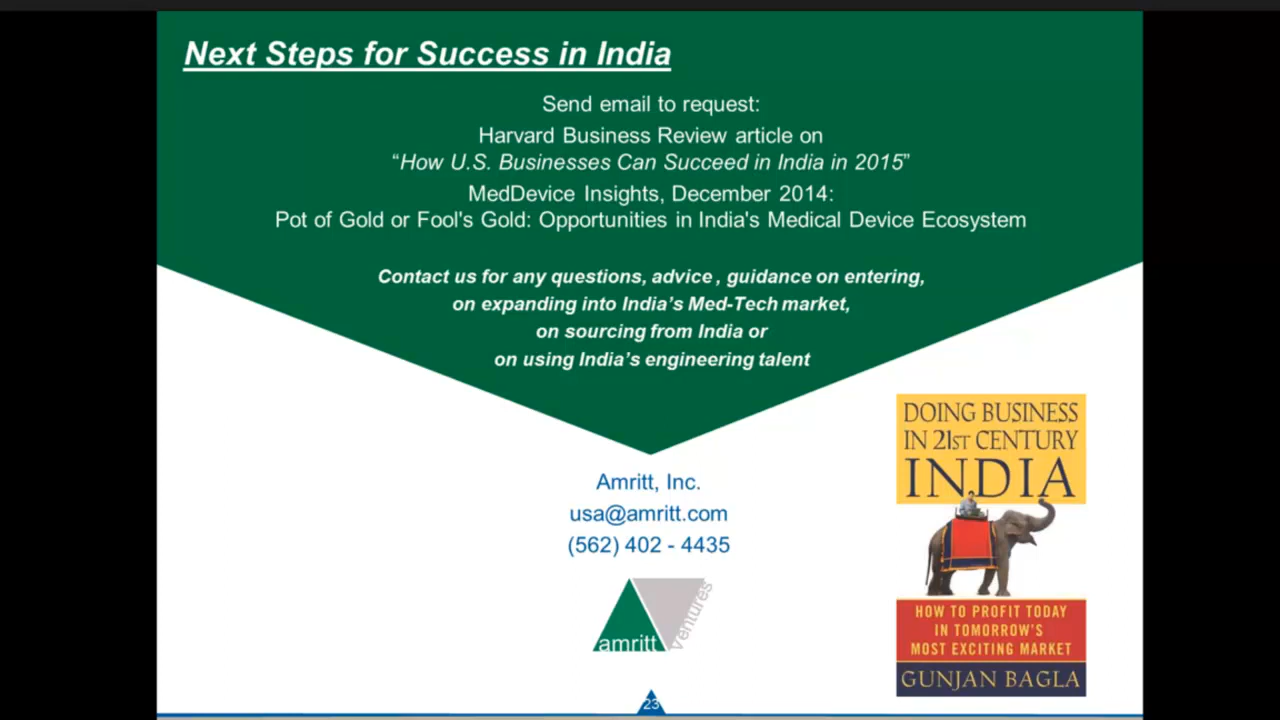 Next Steps for Success in India
Send email to request:
Harvard Business Review article on
“How U.S. Businesses Can Succeed in India in 2015”
MedDevice Insights, December 2014:
Pot of Gold or Fool's Gold: Opportunities in India's Medical Device Ecosystem
Contact us for any questions, advice , guidance on entering,
on expanding into India’s Med-Tech market,
on sourcing from India or
on using India’s engineering talent
Amritt, Inc.
usa@amritt.com
(562) 402 - 4435
amritt
ventures
DOING BUSINESS
IN 21ST CENTURY
INDIA
HOW TO PROFIT TODAY
IN TOMORROW'S
MOST EXCITING MARKET
GUNJAN BAGLA
23